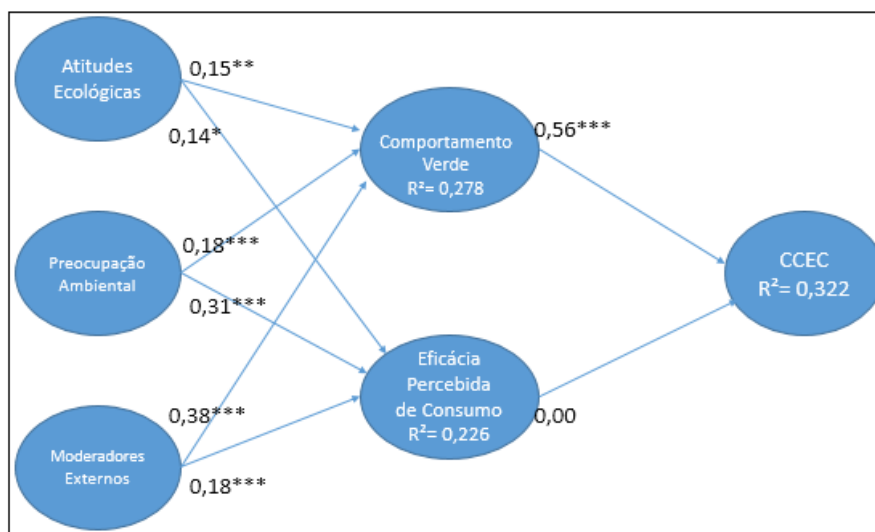 Atitudes
Ecológicas
0,15**
0,14*
Comportamento
Verde
R²= 0,278
0,56***
Preocupação
Ambiental
0,18***
0,31***
CCEC
R²= 0,322
Eficácia
Percebida
de Consumo
R²= 0,226
0,00
Moderadores
Externos
0,38***
0,18***